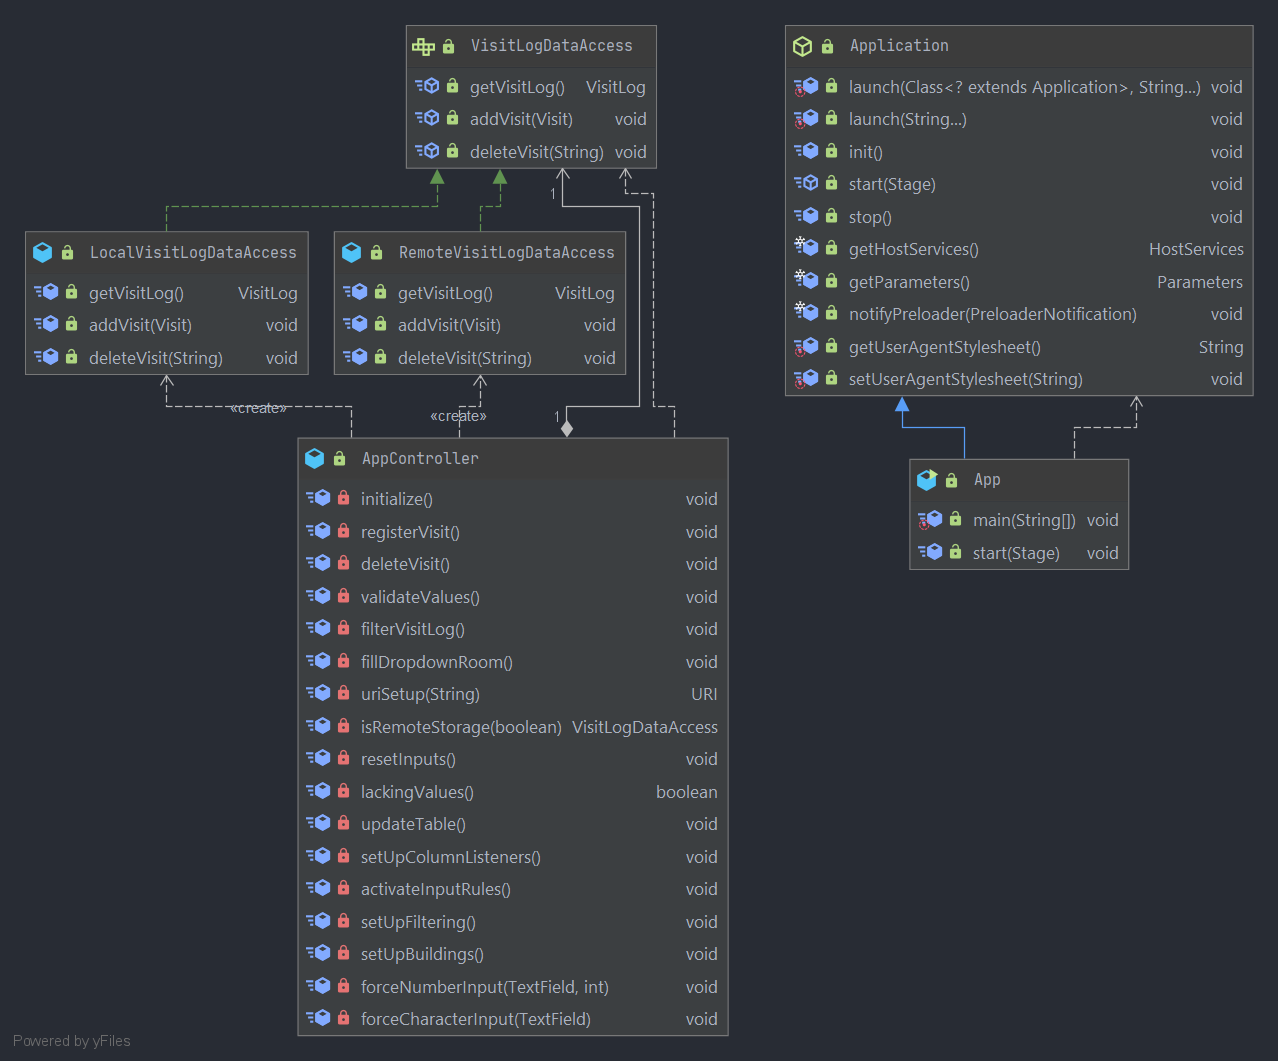 VisitLogDataAccess
getVisitLog() VisitLog
addVisit(Visit) void
deleteVisit(String) void
Application
launch(Class<? extends Application>, String...) void
launch(String...) void
init() void
start(Stage) void
stop() void
getHostServices() HostServices
getParameters() Parameters
notifyPreloader(PreloaderNotification) void
getUserAgentStylesheet() String
setUserAgentStylesheet(String) void
1
LocalVisitLogDataAccess
getVisitLog() VisitLog
addVisit(Visit) void
deleteVisit(String) void
RemoteVisitLogDataAccess
getVisitLog() VisitLog
addVisit(Visit) void
deleteVisit(String) void
«create»
«create»
1
AppController
initialize() void
registerVisit() void
deleteVisit() void
validateValues() void
filterVisitLog() void
fillDropdownRoom() void
uriSetup(String) URI
isRemoteStorage(boolean) VisitLogDataAccess
resetInputs() void
lackingValues() boolean
updateTable() void
setUpColumnListeners() void
activateInputRules() void
setUpFiltering() void
setUpBuildings() void
forceNumberInput(TextField, int) void
forceCharacterInput(TextField) void
App
main(String[]) void
start(Stage) void
Powered by yFiles